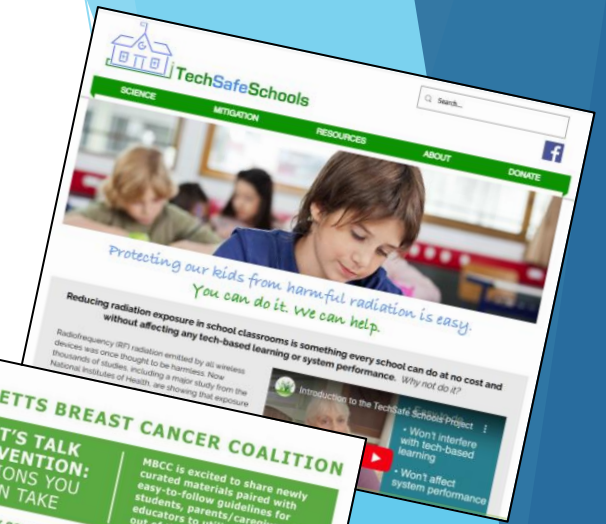 TechSafeSchools
Search...
SCIENCE MITIGATION RESOURCES ABOUT DONATE
Protecting our kids from harmful radiation is easy.
You can do it. We can help.
Reducing radiation exposure in school classrooms is something every school can do at no cost and
without affecting any tech-based learning or system performance. Why not do it?
Radiofrequency (RF) radiation emitted by all wireless
devices was once thought to be harmless. Now
thousands of studies, including a major study from the
National Institutes of Health, are showing that exposure
Introduction to the TechSafe Schools Project
• Won't interfere
with tech-based
learning
• Won't affect
system performance
ETTS BREAST CANCER COALITION
T'S TALK
VENTION:
IONS YOU
N TAKE
MBCC is excited to share newly
curated materials paired with
easy-to-follow guidelines for
students, parents/
educators to